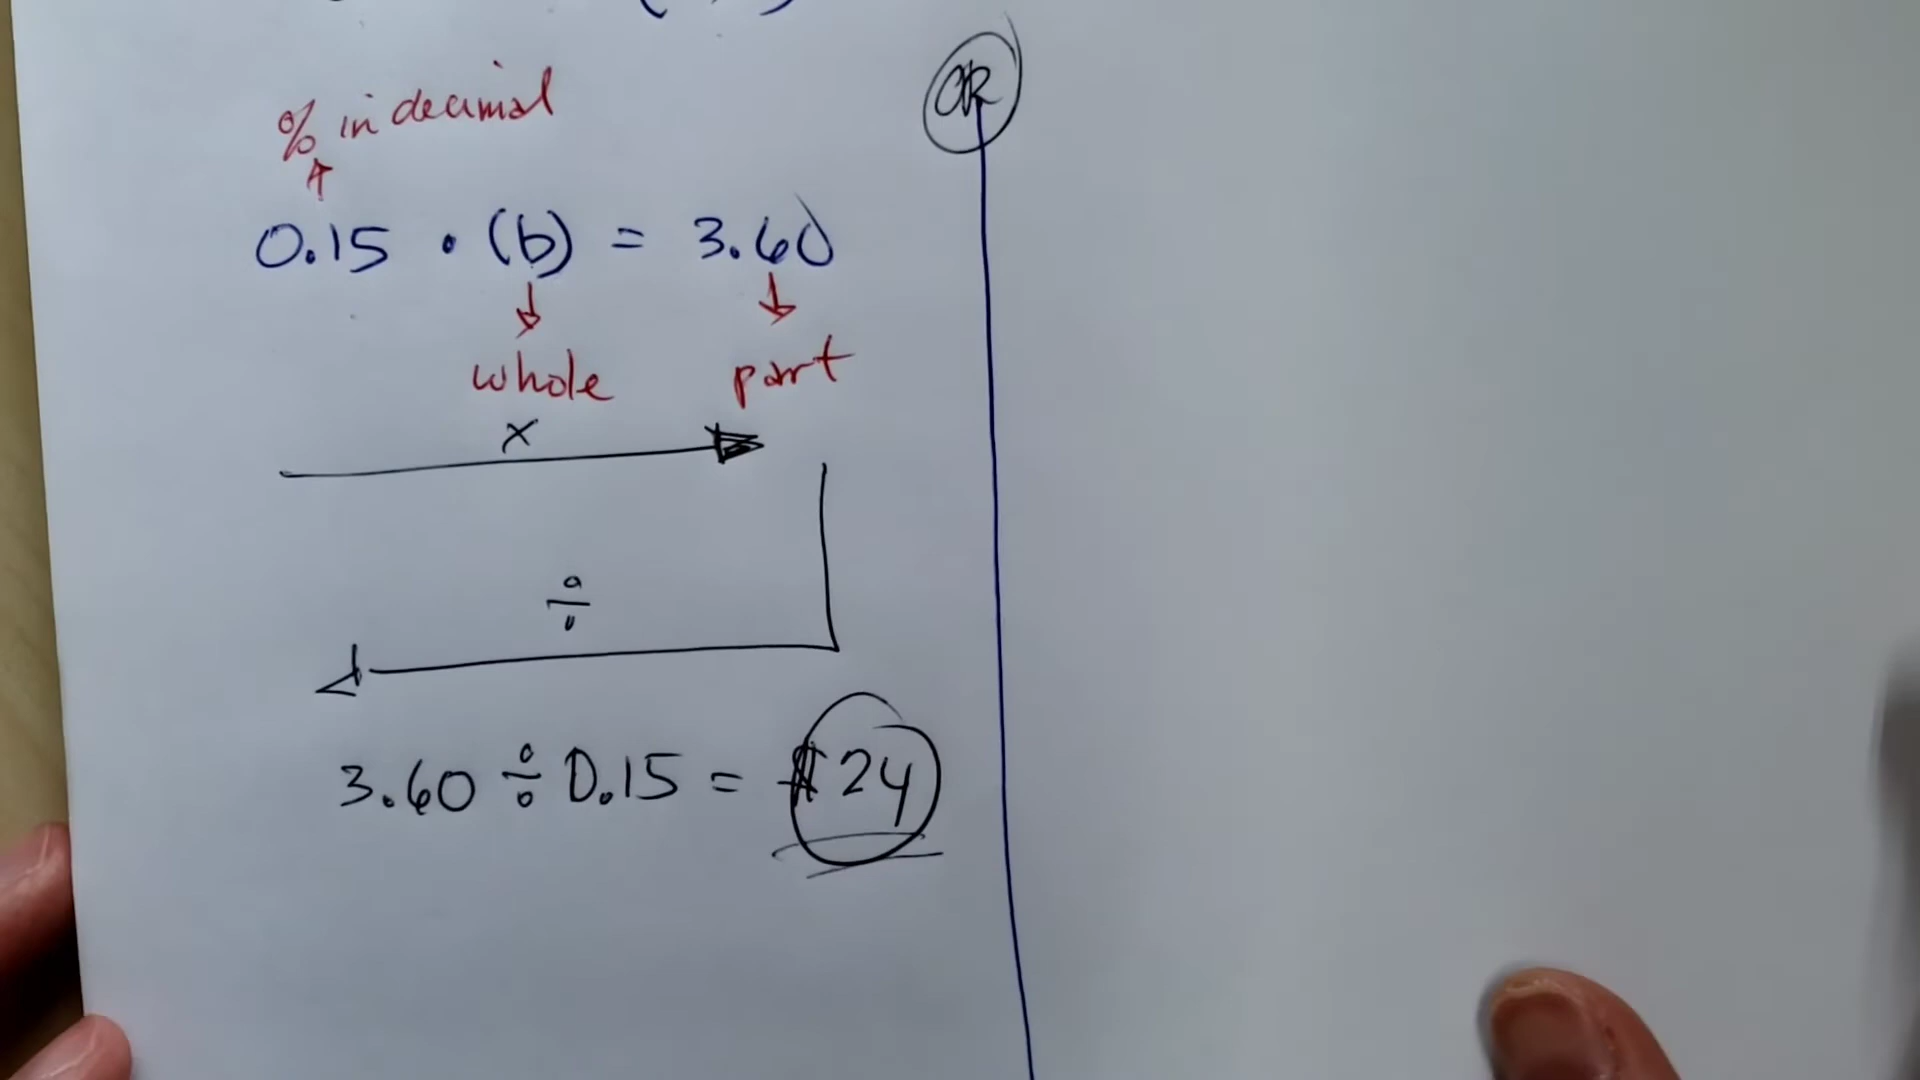 OR
% in decimal
0.15 · (b) = 3.60
whole
part
x
÷
3.60 ÷ 0.15 = $24